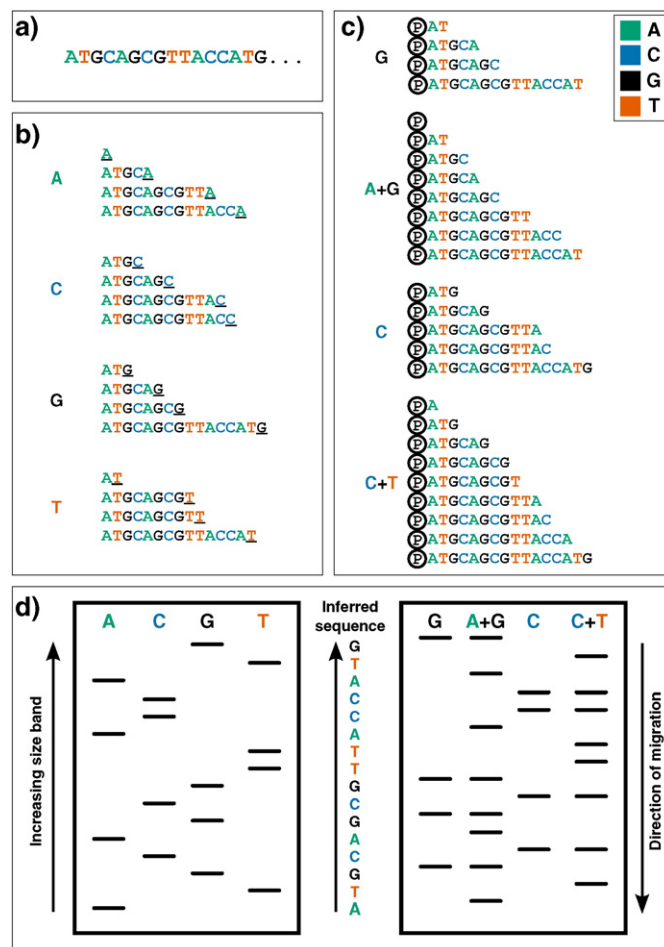 a)
ATGCAGCGTTACCATG...
b)
A
A
ATGCA
ATGCAGCGTTA
ATGCAGCGTTACCA
C
ATGC
ATGCAGC
ATGCAGCGTTAC
ATGCAGCGTTACC
G
ATG
ATGCAG
ATGCAGCG
ATGCAGCGTTACCATG
T
AT
ATGCAGCGT
ATGCAGCGTT
ATGCAGCGTTACCAT
c)
G
P AT
P ATGCA
P ATGCAGC
P ATGCAGCGTTACCAT
A+G
P
P AT
P ATGC
P ATGCA
P ATGCAGC
P ATGCAGCGTT
P ATGCAGCGTTACC
P ATGCAGCGTTACCAT
C
P ATG
P ATGCAG
P ATGCAGCGTTA
P ATGCAGCGTTAC
P ATGCAGCGTTACCATG
C+T
P A
P ATG
P ATGCAG
P ATGCAGCG
P ATGCAGCGT
P ATGCAGCGTTA
P ATGCAGCGTTAC
P ATGCAGCGTTACCA
P ATGCAGCGTTACCATG
A
C
G
T
d)
Increasing size band
A C G T
Inferred
sequence
G
T
A
C
C
A
T
T
G
C
G
A
C
G
T
A
G A+G C C+T
Direction of migration